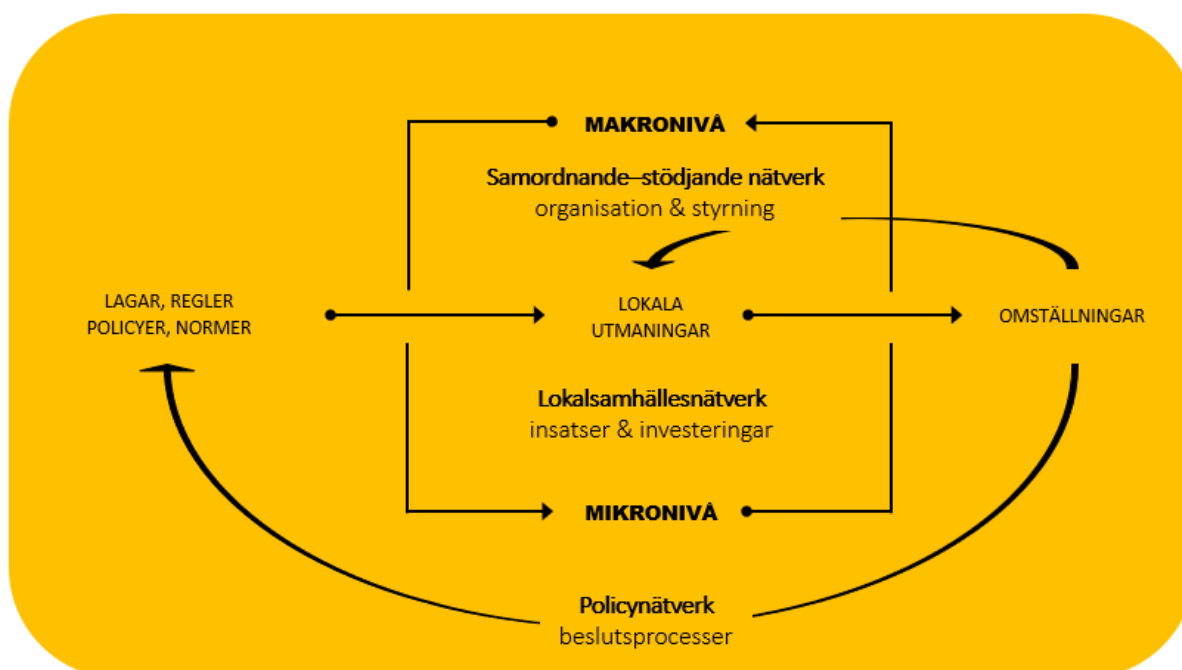 MAKRONIVÅ
Samordnande–stödjande nätverk
organisation & styrning
LAGAR, REGLER
POLICYER, NORMER
LOKALA
UTMANINGAR
OMSTÄLLNINGAR
Lokalsamhällesnätverk
insatser & investeringar
MIKRONIVÅ
Policynätverk
beslutsprocesser